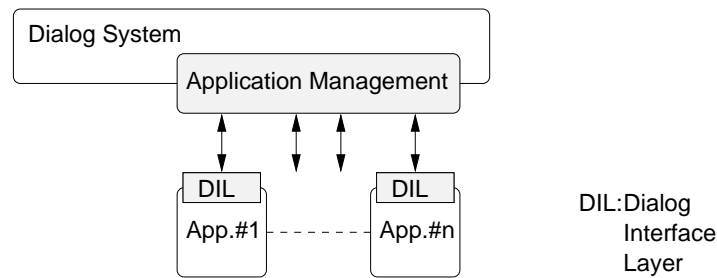 Dialog System
Application Management
DIL
DIL
App.#1
App.#n
DIL:Dialog
Interface
Layer